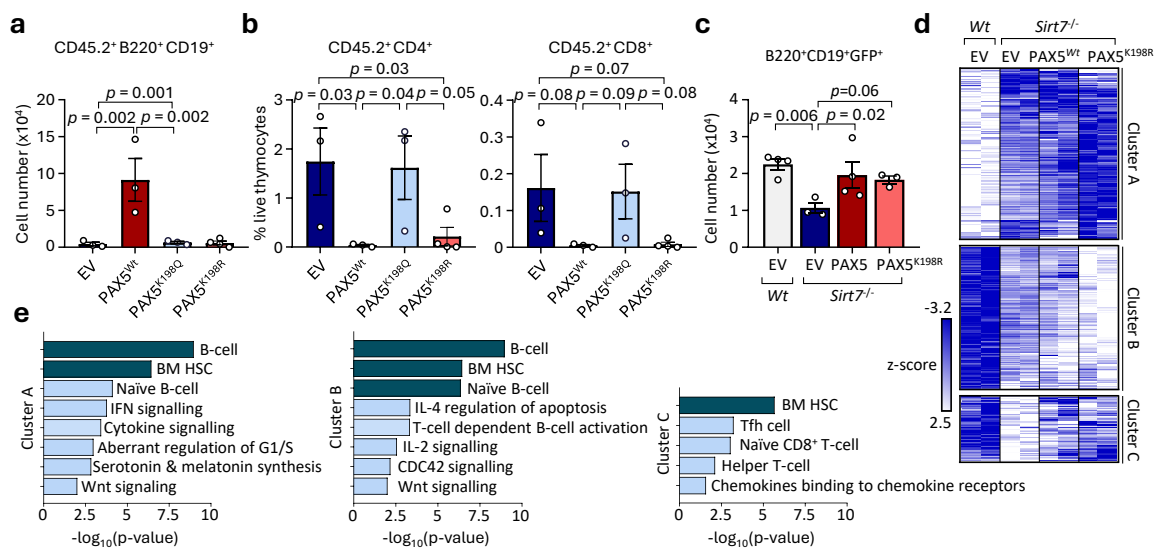 a
CD45.2⁺ B220⁺ CD19⁺
Cell number (x10⁴)
20
15
10
5
0
p = 0.001
p = 0.002
p = 0.002
EV
PAX5ᵂᵗ
PAX5ᴷ¹⁹⁸Q
PAX5ᴷ¹⁹⁸ᴿ
b
CD45.2⁺ CD4⁺
% live thymocytes
3
2
1
0
p = 0.03
p = 0.03
p = 0.04
p = 0.05
EV
PAX5ᵂᵗ
PAX5ᴷ¹⁹⁸Q
PAX5ᴷ¹⁹⁸ᴿ
CD45.2⁺ CD8⁺
0.4
0.3
0.2
0.1
0
p = 0.07
p = 0.08
p = 0.09
p = 0.08
EV
PAX5ᵂᵗ
PAX5ᴷ¹⁹⁸Q
PAX5ᴷ¹⁹⁸ᴿ
c
B220⁺CD19⁺GFP⁺
Cell number (x10⁴)
4
3
2
1
0
p=0.06
p = 0.006
p = 0.02
EV
EV
PAX5
PAX5ᴷ¹⁹⁸ᴿ
Wt
Sirt7⁻/⁻
d
Wt
Sirt7⁻/⁻
EV
EV
PAX5ᵂᵗ
PAX5ᴷ¹⁹⁸ᴿ
Cluster A
Cluster B
Cluster C
-3.2
z-score
2.5
e
Cluster A
B-cell
BM HSC
Naïve B-cell
IFN signalling
Cytokine signalling
Aberrant regulation of G1/S
Serotonin & melatonin synthesis
Wnt signaling
0 2.5 5 7.5 10
-log₁₀(p-value)
Cluster B
B-cell
BM HSC
Naïve B-cell
IL-4 regulation of apoptosis
T-cell dependent B-cell activation
IL-2 signalling
CDC42 signalling
Wnt signalling
0 2.5 5 7.5 10
-log₁₀(p-value)
Cluster C
BM HSC
Tfh cell
Naïve CD8⁺ T-cell
Helper T-cell
Chemokines binding to chemokine receptors
0 2.5 5 7.5 10
-log₁₀(p-value)